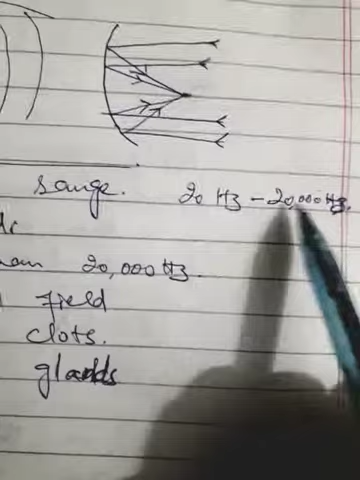 range. 20 Hz - 20,000 Hz.
20,000 Hz.
field
clots.
glands